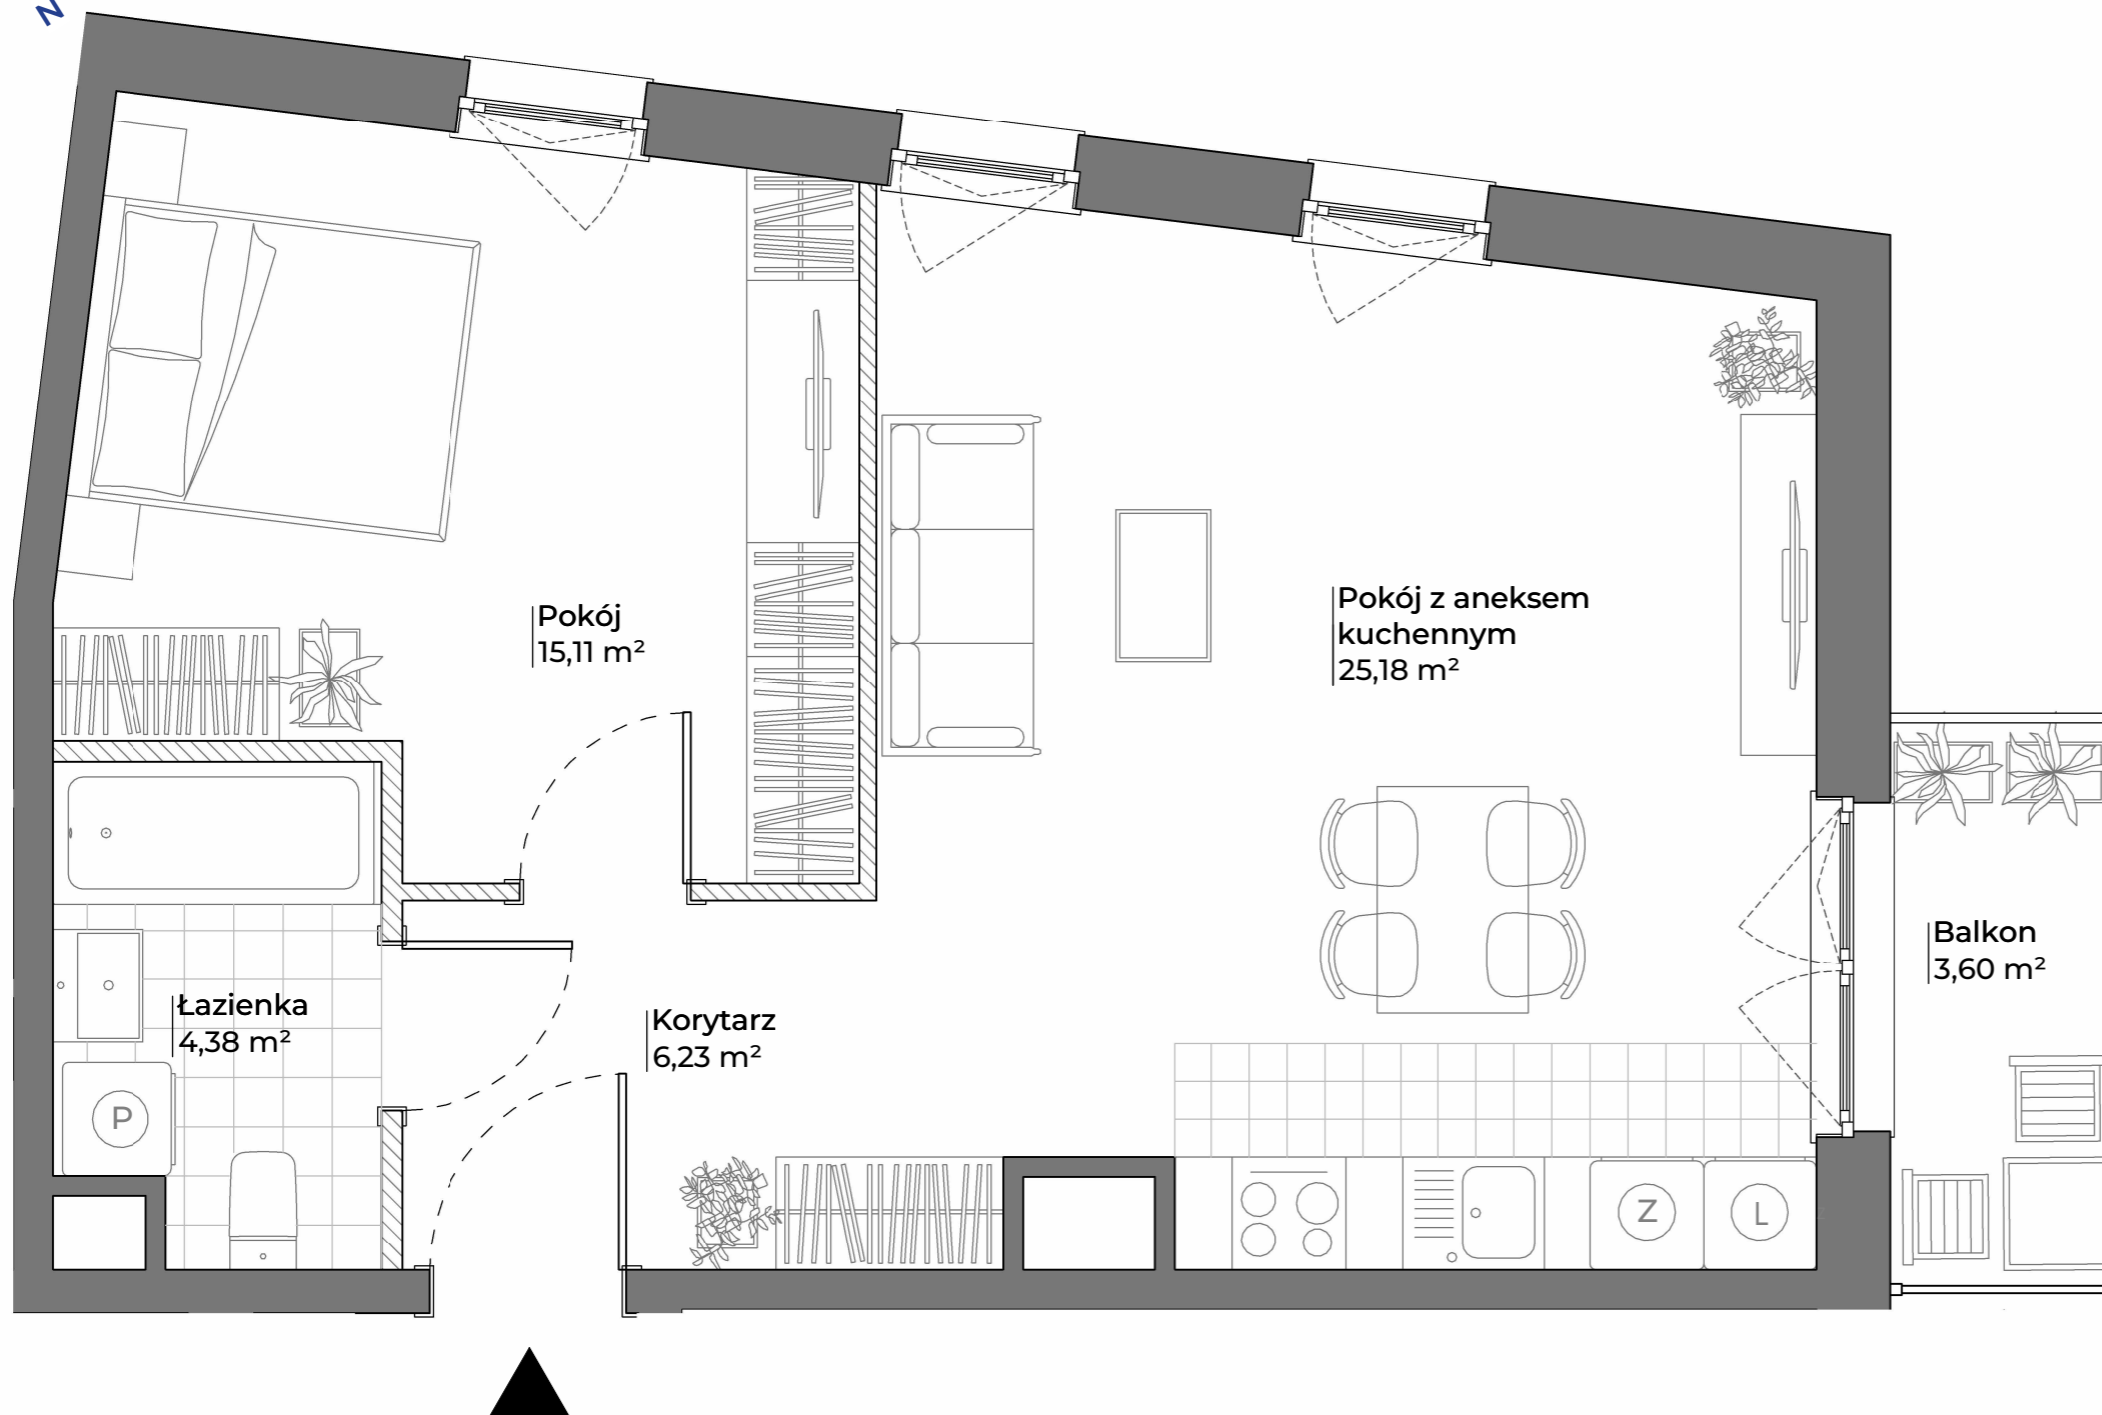 N
Pokój
15,11 m²
Pokój z aneksem
kuchennym
25,18 m²
Balkon
3,60 m²
Łazienka
4,38 m²
Korytarz
6,23 m²
P
Z
L